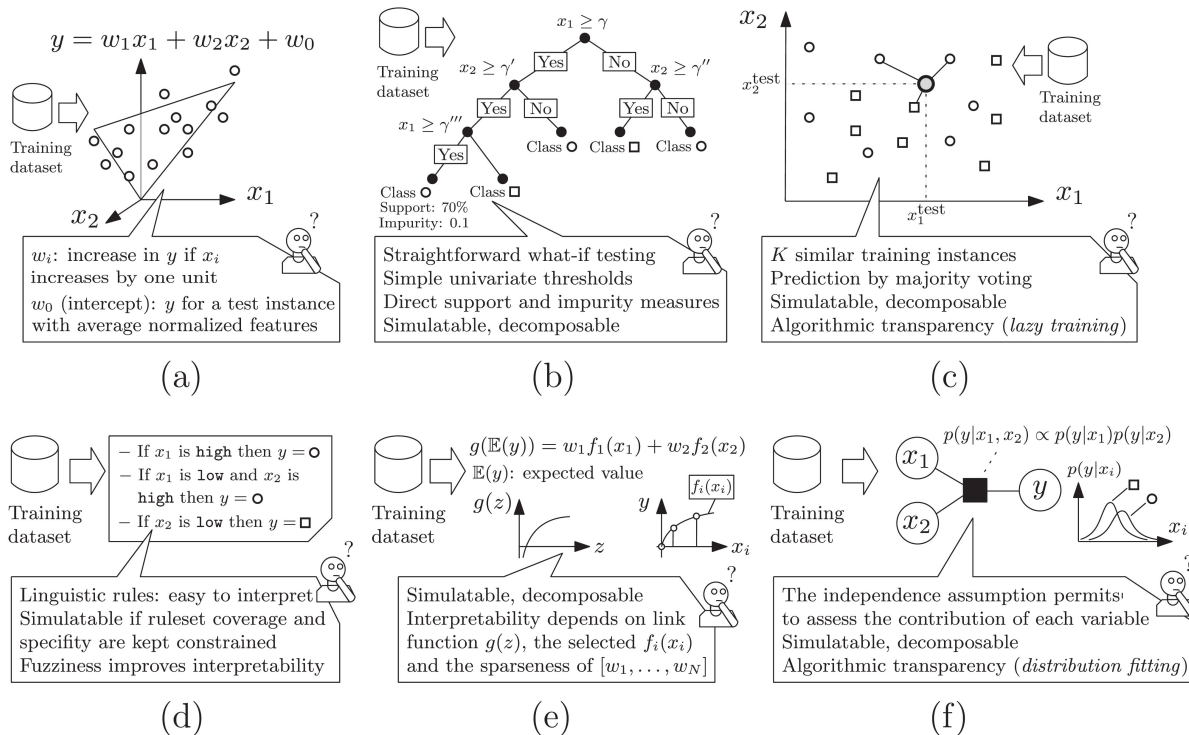 y = w₁x₁ + w₂x₂ + w₀
Training
dataset
x₁
x₂
?
wᵢ: increase in y if xᵢ
increases by one unit
w₀ (intercept): y for a test instance
with average normalized features
(a)
Training
dataset
x₁ ≥ γ
Yes
No
x₂ ≥ γ′
x₂ ≥ γ″
Yes
No
Yes
No
x₁ ≥ γ‴
Class
Class
Class
Yes
Class
Class
Support: 70%
Impurity: 0.1
?
Straightforward what-if testing
Simple univariate thresholds
Direct support and impurity measures
Simulatable, decomposable
(b)
x₂
x₂ᵗᵉˢᵗ
Training
dataset
x₁ᵗᵉˢᵗ
x₁
?
K similar training instances
Prediction by majority voting
Simulatable, decomposable
Algorithmic transparency (lazy training)
(c)
Training
dataset
– If x₁ is high then y =
– If x₁ is low and x₂ is
high then y =
– If x₂ is low then y =
?
Linguistic rules: easy to interpret
Simulatable if ruleset coverage and
specifity are kept constrained
Fuzziness improves interpretability
(d)
Training
dataset
g(𝔼(y)) = w₁f₁(x₁) + w₂f₂(x₂)
𝔼(y): expected value
g(z)
z
y
fᵢ(xᵢ)
xᵢ
?
Simulatable, decomposable
Interpretability depends on link
function g(z), the selected fᵢ(xᵢ)
and the sparseness of [w₁, . . . , w_N]
(e)
Training
dataset
p(y|x₁, x₂) ∝ p(y|x₁)p(y|x₂)
x₁
x₂
y
p(y|xᵢ)
xᵢ
?
The independence assumption permits
to assess the contribution of each variable
Simulatable, decomposable
Algorithmic transparency (distribution fitting)
(f)